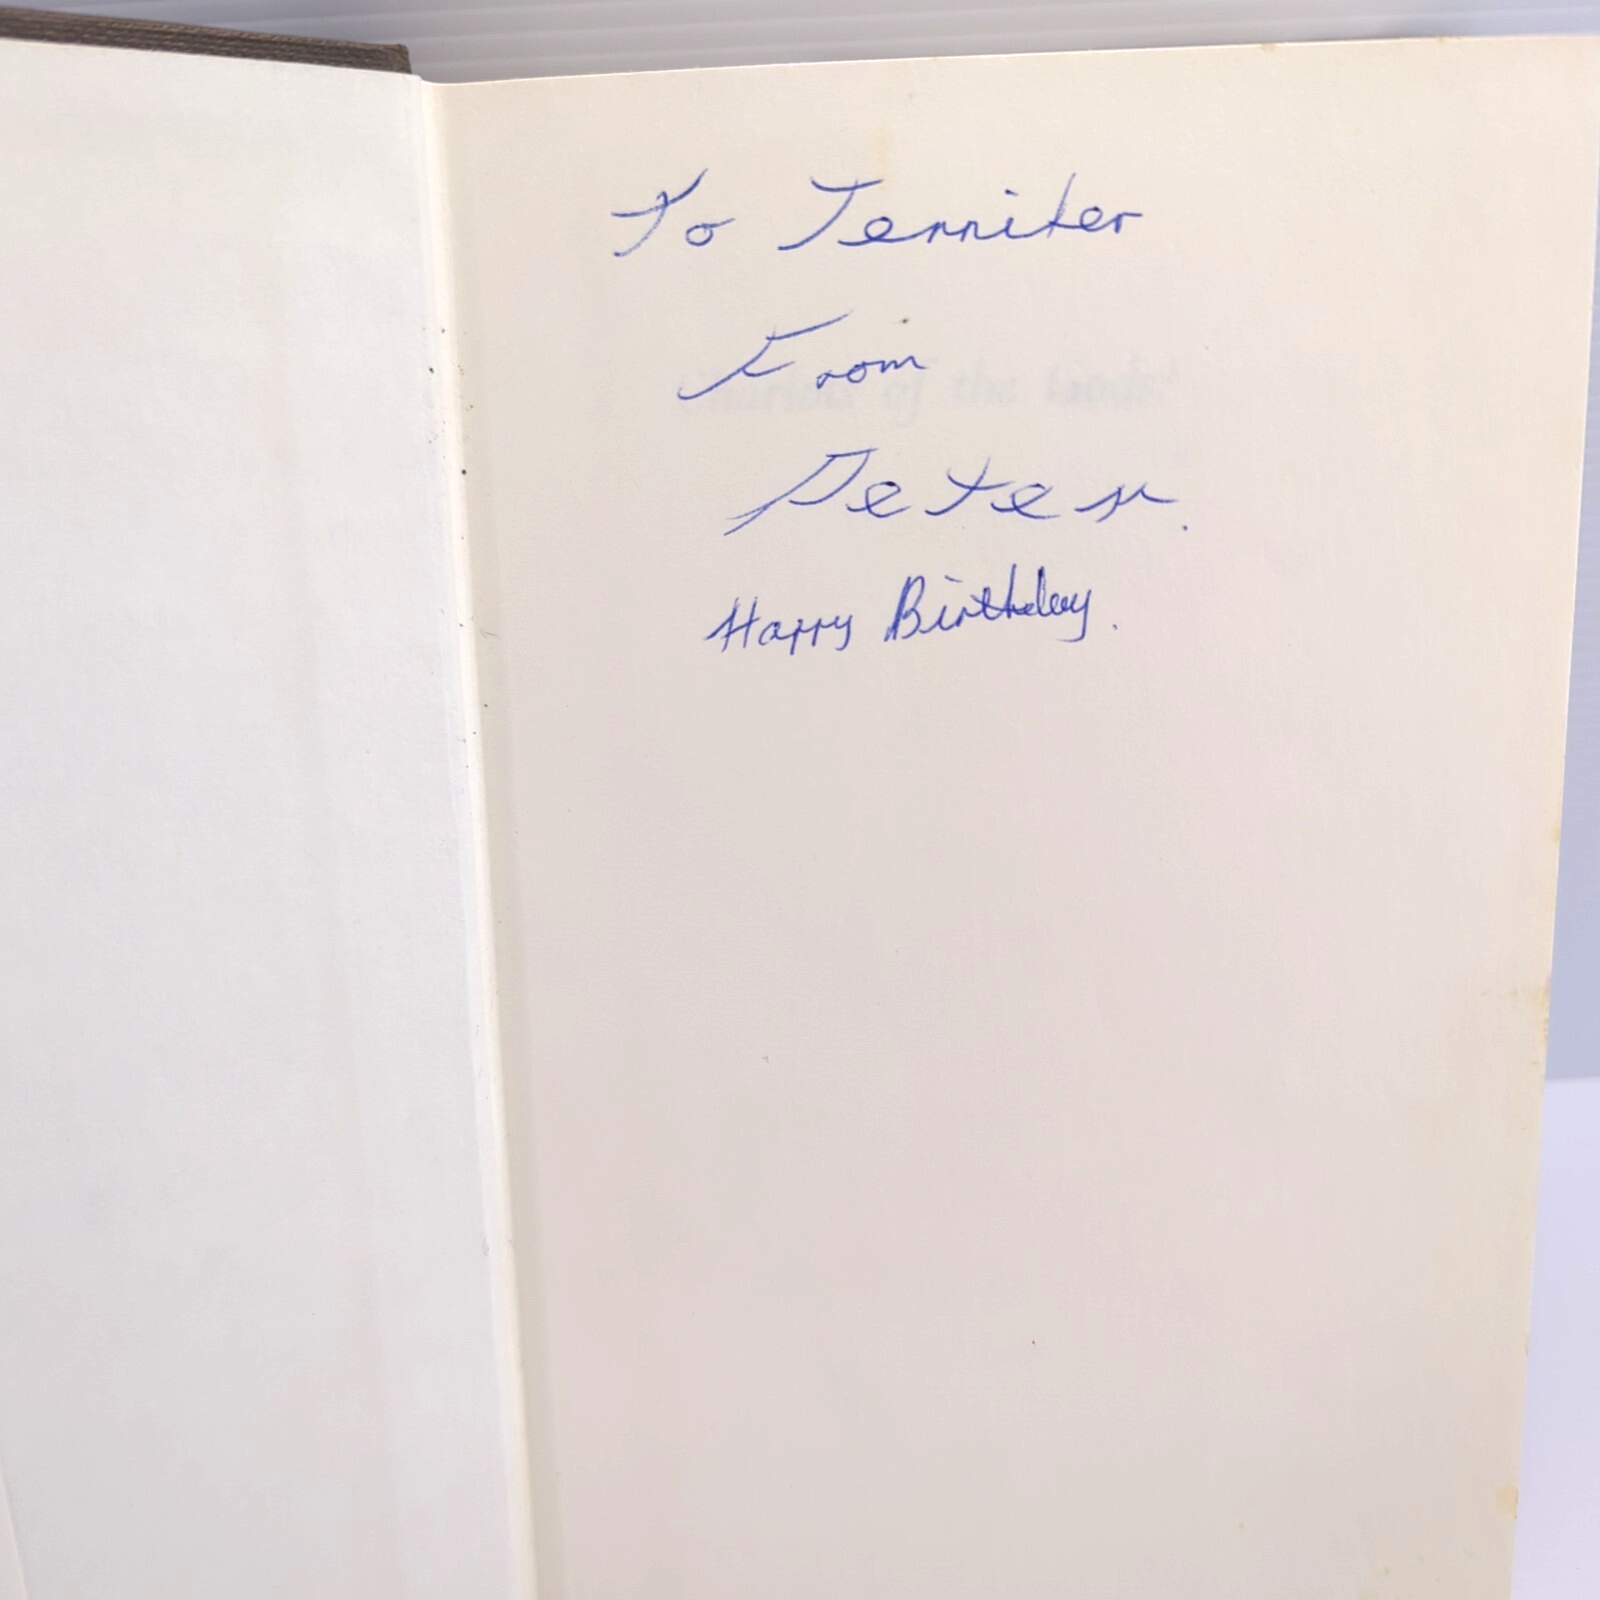 To Jennifer
From
Chariots of the Gods?
Peter.
Happy Birthday.